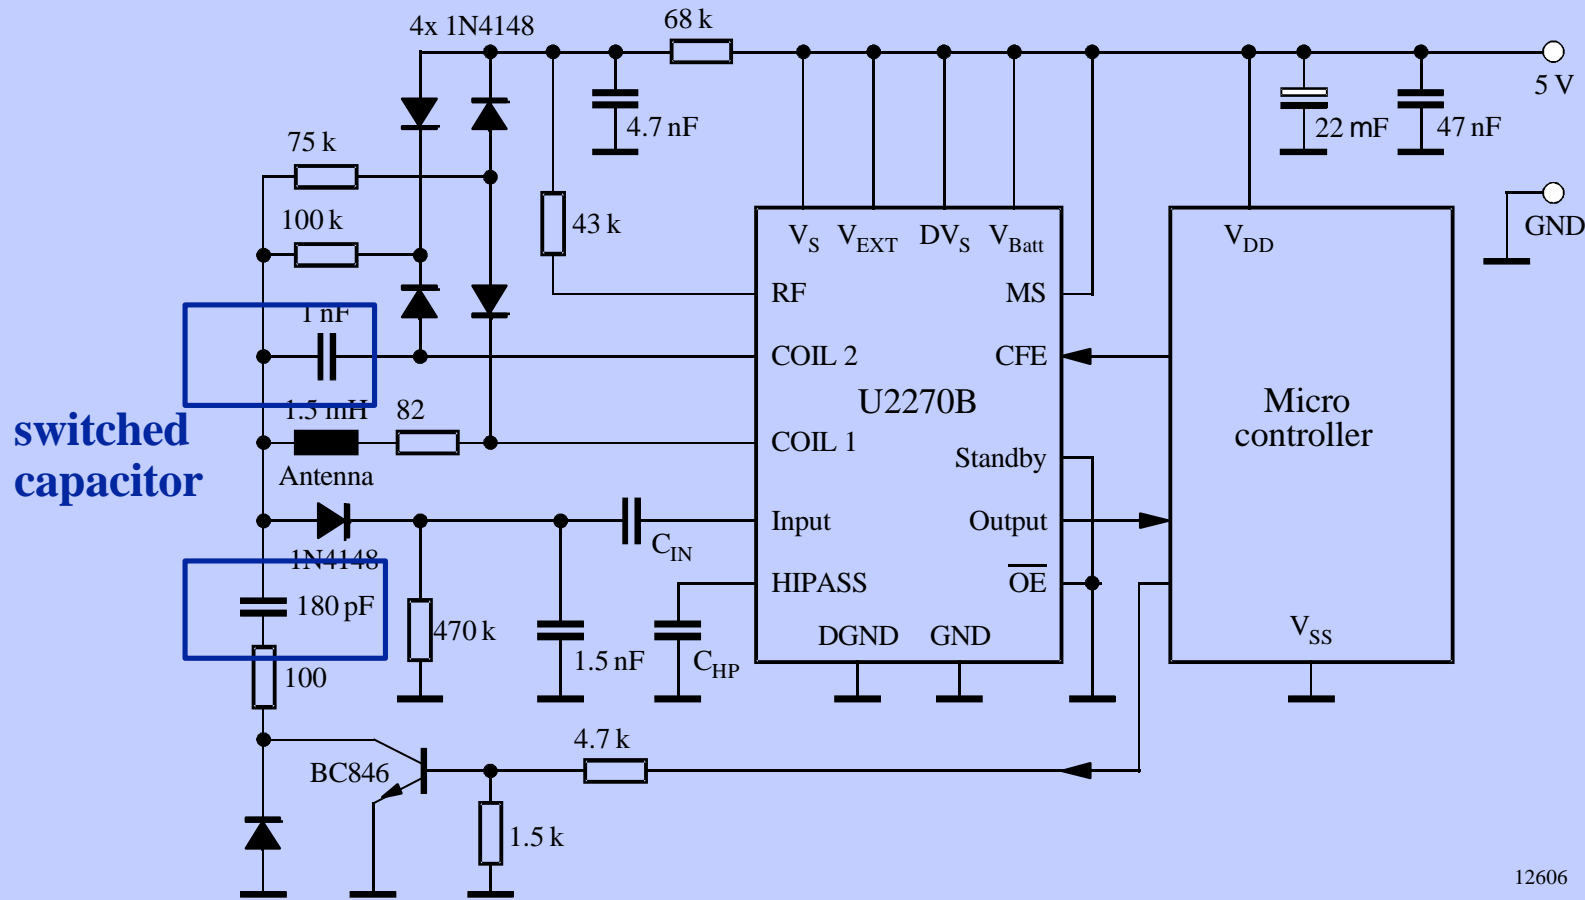 4x 1N4148
68 k
5 V
4.7 nF
22 mF
47 nF
75 k
100 k
43 k
GND
VS VEXT DVS VBatt
VDD
RF
MS
1 nF
COIL 2
CFE
U2270B
Micro
controller
switched
capacitor
1.5 mH
82
COIL 1
Antenna
Standby
Input
Output
CIN
1N4148
HIPASS
OE
180 pF
470 k
1.5 nF
CHP
DGND
GND
VSS
100
4.7 k
BC846
1.5 k
12606